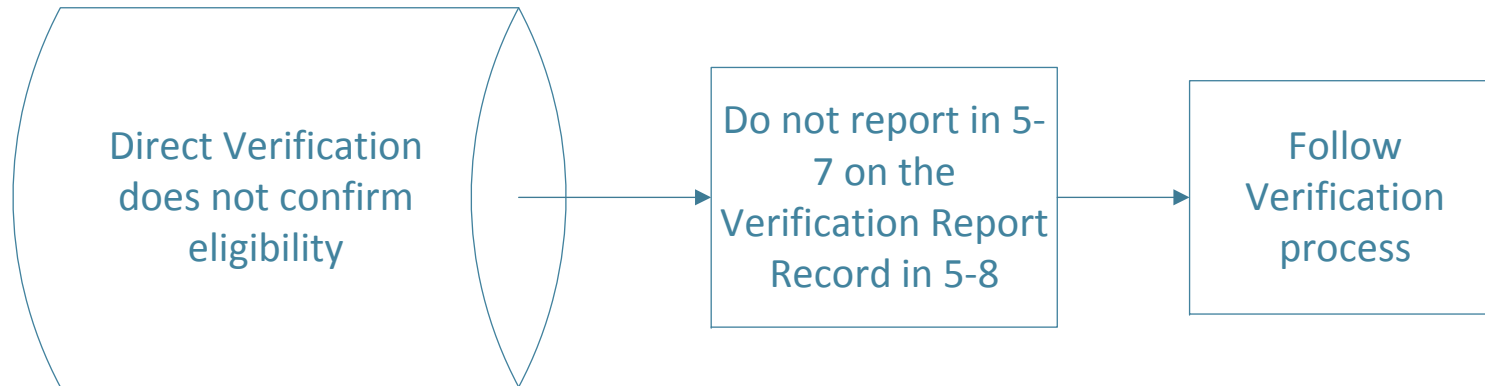 Direct Verification
does not confirm
eligibility
Do not report in 5-
7 on the
Verification Report
Record in 5-8
Follow
Verification
process